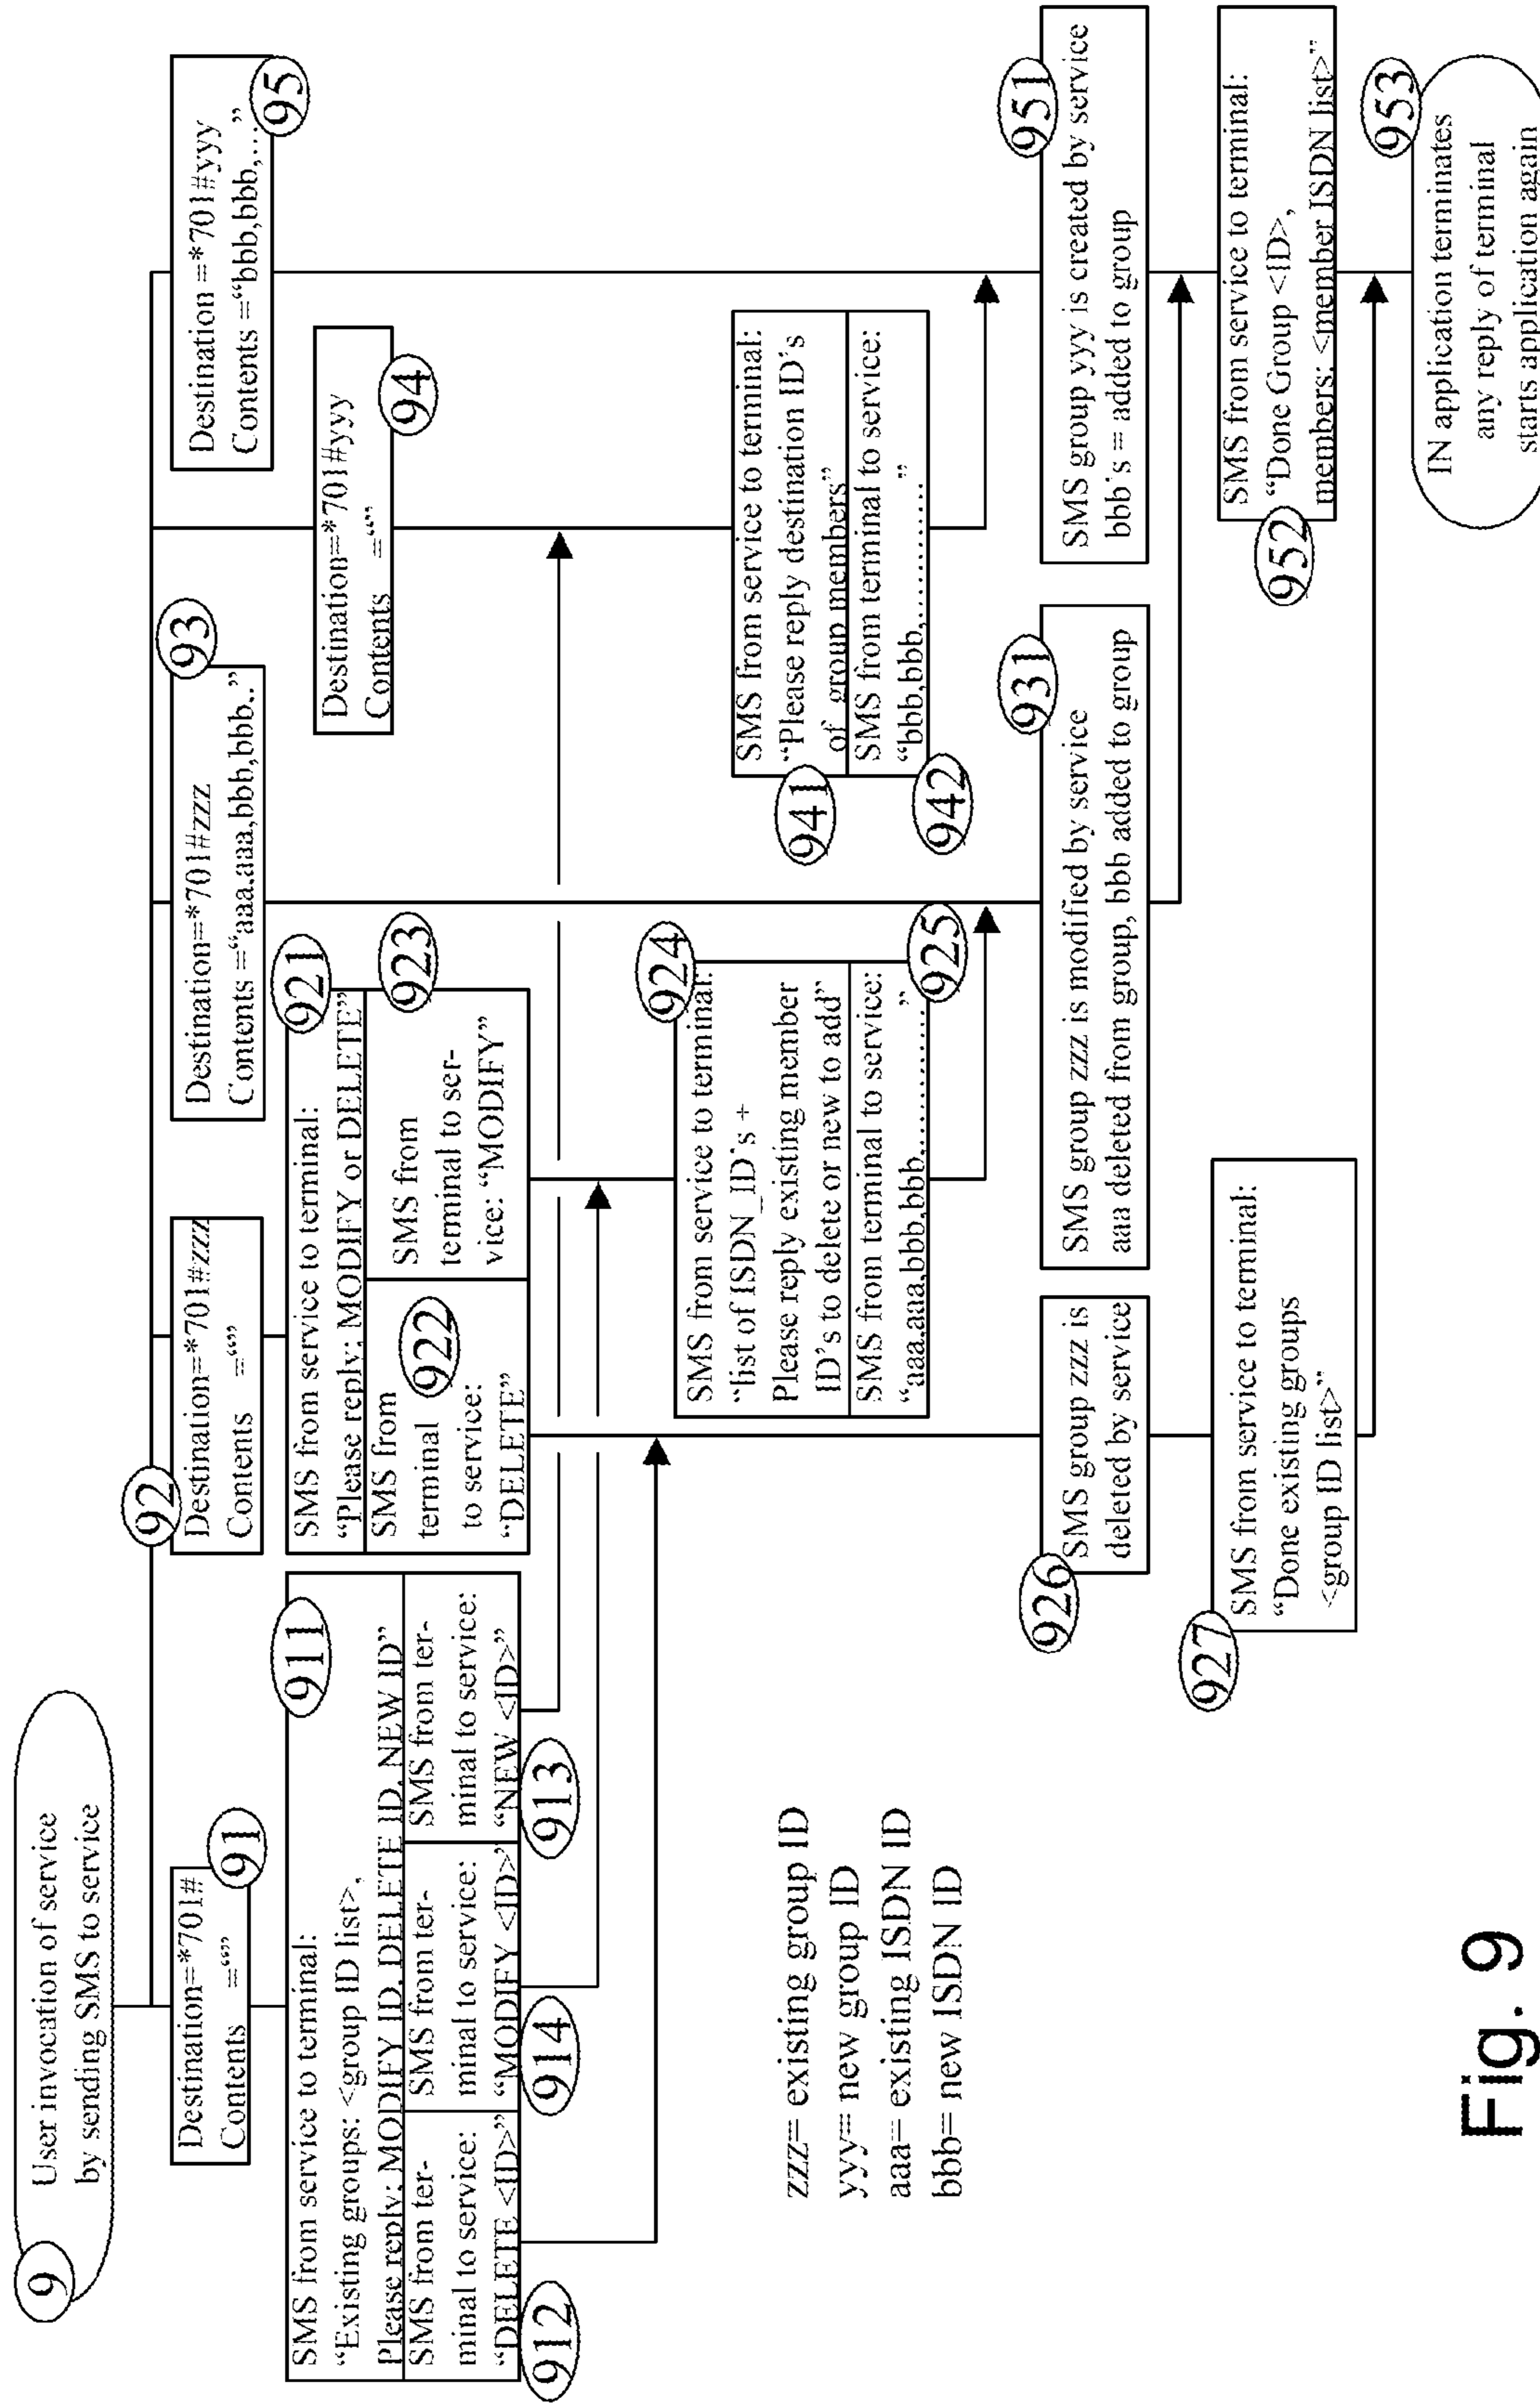 9
User invocation of service
by sending SMS to service
Destination=*701#
Contents =“”
91
92
Destination=*701#zzz
Contents =“”
93
Destination=*701#zzz
Contents =“aaa,aaa,bbb,bbb..”
Destination=*701#yyy
Contents =“”
94
Destination =*701#yyy
Contents =“bbb,bbb,...”
95
SMS from service to terminal:
“Existing groups: <group ID list>,
Please reply: MODIFY ID, DELETE ID, NEW ID”
911
SMS from ter-
minal to service:
“DELETE <ID>”
912
SMS from ter-
minal to service:
“MODIFY <ID>”
914
SMS from ter-
minal to service:
“NEW <ID>”
913
SMS from service to terminal:
“Please reply: MODIFY or DELETE”
921
SMS from
terminal
to service:
“DELETE”
922
SMS from
terminal to ser-
vice: “MODIFY”
923
SMS from service to terminal:
“list of ISDN_ID's +
Please reply existing member
ID's to delete or new to add”
924
SMS from terminal to service:
“aaa,aaa,bbb,bbb,...............”
925
SMS from service to terminal:
“Please reply destination ID's
of group members”
941
SMS from terminal to service:
“bbb,bbb,...............”
942
zzz= existing group ID
yyy= new group ID
aaa= existing ISDN ID
bbb= new ISDN ID
926
SMS group zzz is
deleted by service
931
SMS group zzz is modified by service
aaa deleted from group, bbb added to group
951
SMS group yyy is created by service
bbb's = added to group
927
SMS from service to terminal:
“Done existing groups
<group ID list>”
SMS from service to terminal:
“Done Group <ID>,
members: <member ISDN list>”
952
953
IN application terminates
any reply of terminal
starts application again
Fig. 9